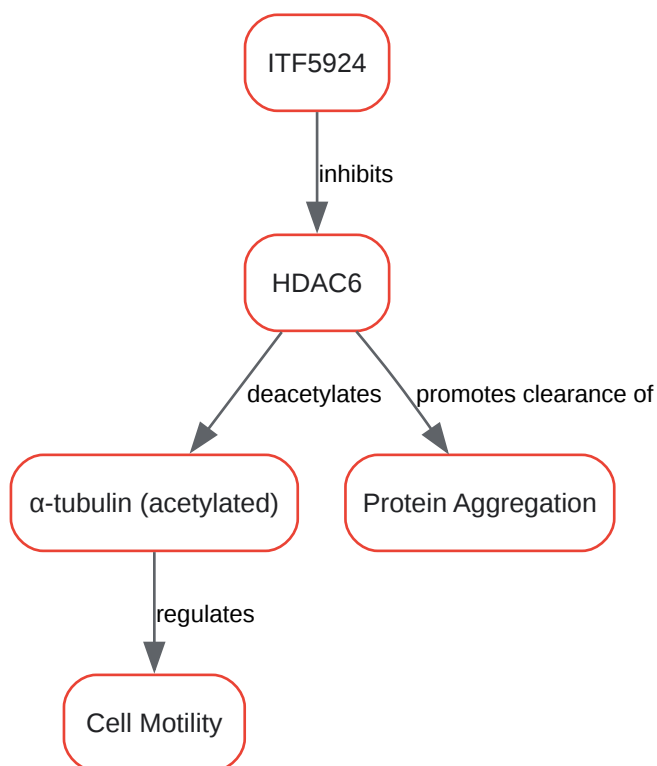 ITF5924
inhibits
HDAC6
deacetylates
promotes clearance of
α-tubulin (acetylated)
Protein Aggregation
regulates
Cell Motility